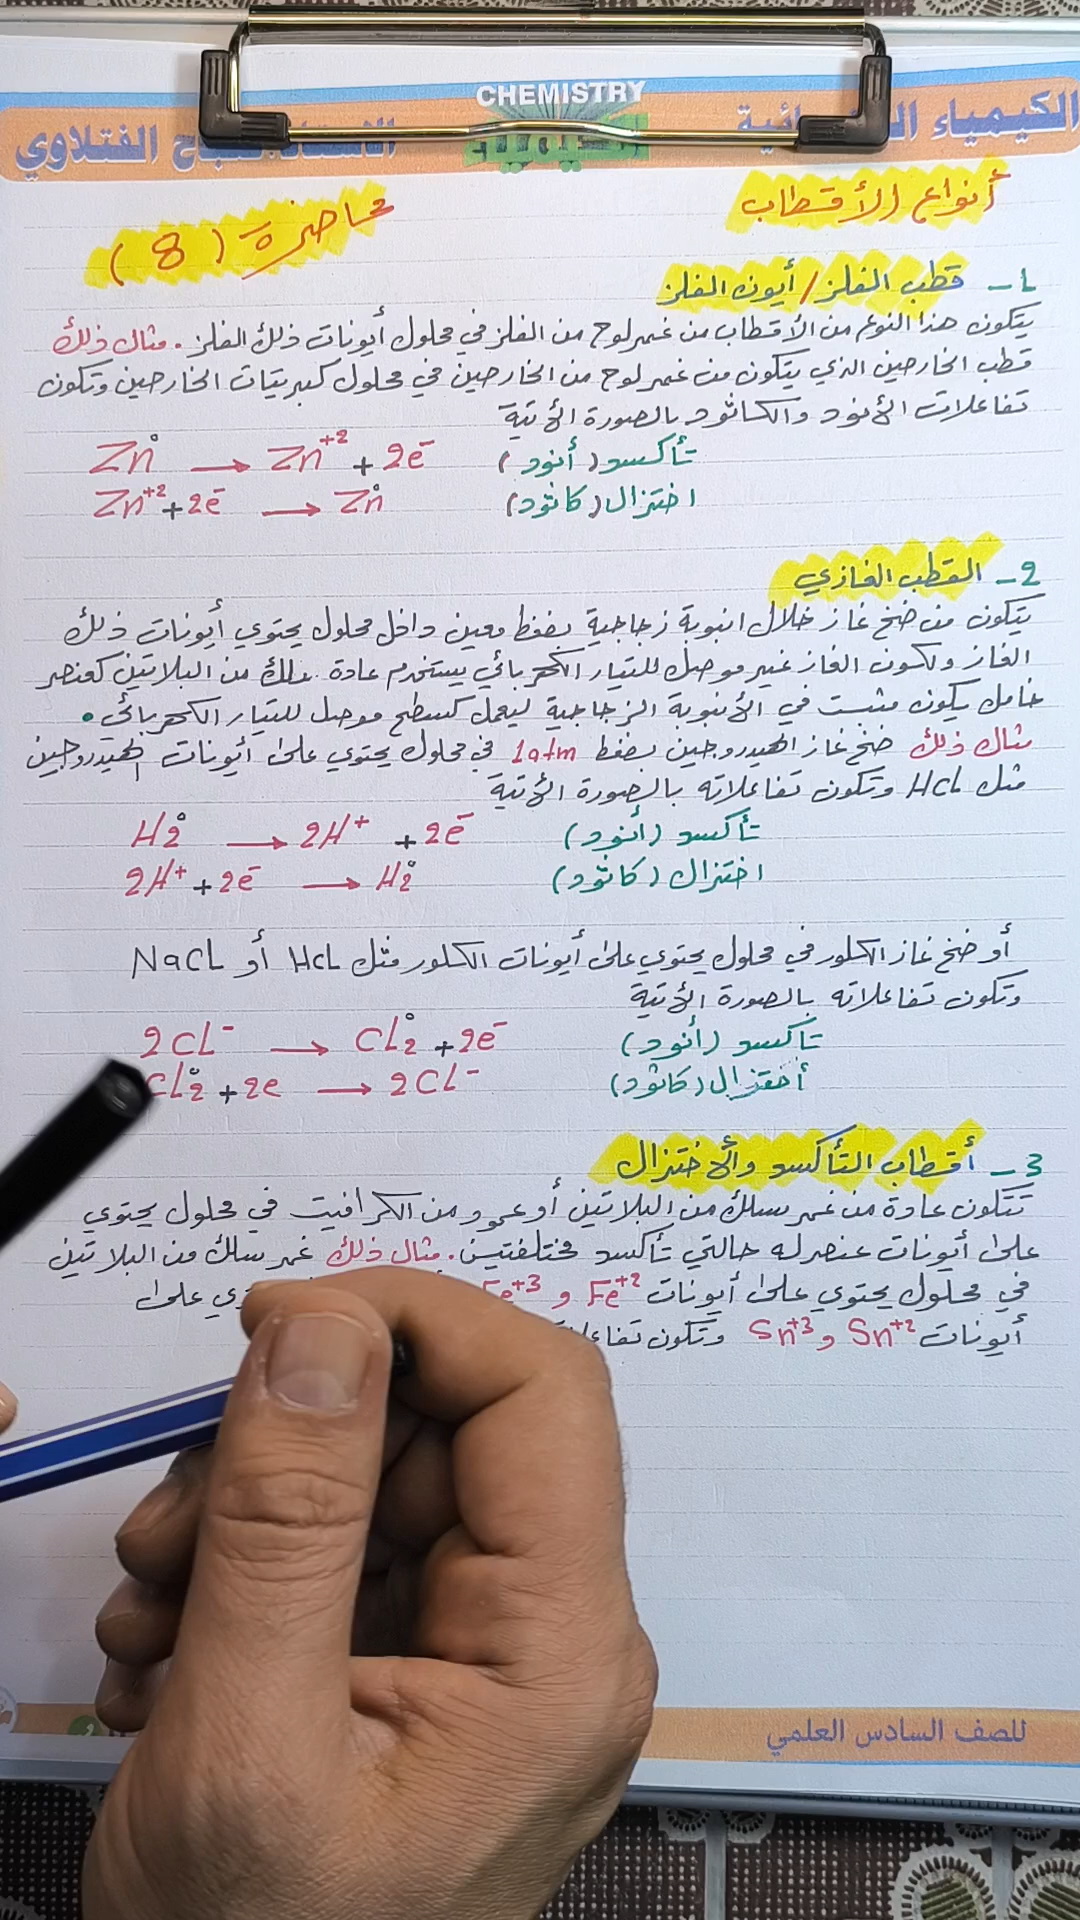 CHEMISTRY
الكيمياء
الفتلاوي
أنواع الأقطاب
محاضرة (8)
1- قطب الفلز/أيون الفلز
يتكون هذا النوع من الأقطاب من غمر لوح من الفلز في محلول أيونات ذلك الفلز. مثال ذلك
قطب الخارصين الذي يتكون من غمر لوح من الخارصين في محلول كبريتات الخارصين وتكون
تفاعلات الأنود والكاثود بالصورة الأتية
تأكسد (أنود) Zn° → Zn+2 + 2e-
اختزال (كاثود) Zn+2 + 2e- → Zn°
2- القطب الغازي
يتكون من ضخ غاز خلال انبوبة زجاجية بضغط معين داخل محلول يحتوي أيونات ذلك
الغاز ولكون الغاز غير موصل للتيار الكهربائي يستخدم عادة سلك من البلاتين كعنصر
خامل يكون مثبت في الأنبوبة الزجاجية ليعمل كسطح موصل للتيار الكهربائي.
مثال ذلك ضخ غاز الهيدروجين بضغط 1atm في محلول يحتوي على أيونات الهيدروجين
مثل HCL وتكون تفاعلاته بالصورة الأتية
تأكسد (أنود) H2° → 2H+ + 2e-
اختزال (كاثود) 2H+ + 2e- → H2°
أو ضخ غاز الكلور في محلول يحتوي على أيونات الكلور مثل HCL أو NaCL
وتكون تفاعلاته بالصورة الأتية
تأكسد (أنود) 2CL- → CL2° + 2e-
أختزال (كاثود) CL2° + 2e → 2CL-
3- أقطاب التأكسد والأختزال
تتكون عادة من غمر سلك من البلاتين أو عمود من الكرافيت في محلول يحتوي
على أيونات عنصر له حالتي تأكسد مختلفتين. مثال ذلك غمر سلك من البلاتين
في محلول يحتوي على أيونات Fe+2 و Fe+3 على
أيونات Sn+2 و Sn+3 وتكون
للصف السادس العلمي